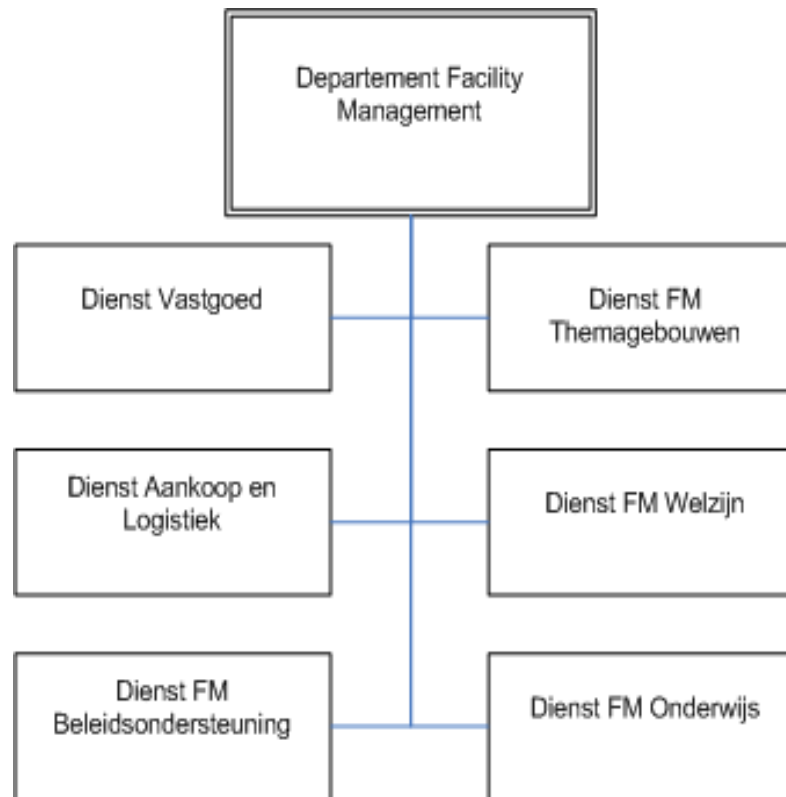 Departement Facility
Management
Dienst Vastgoed
Dienst FM
Themagebouwen
Dienst Aankoop en
Logistiek
Dienst FM Welzijn
Dienst FM
Beleidsondersteuning
Dienst FM Onderwijs